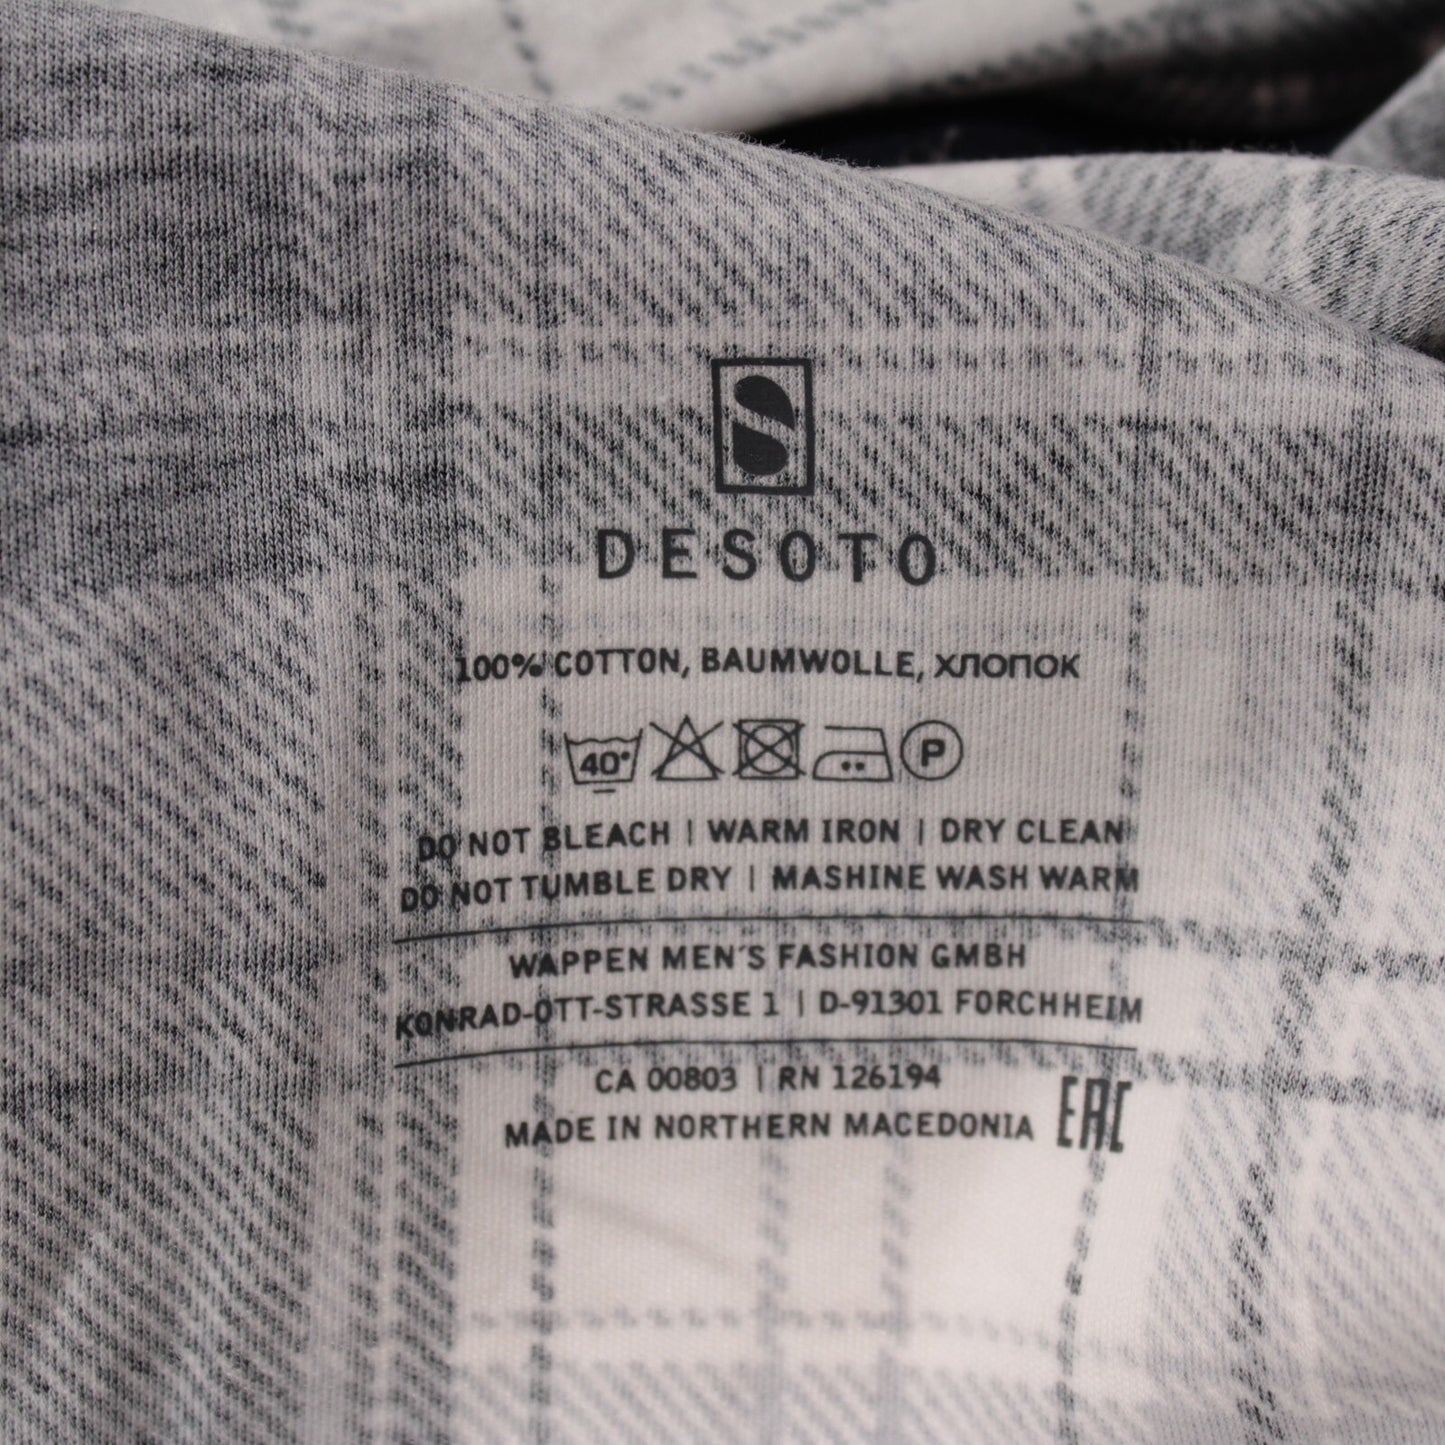 S
DESOTO
100% COTTON, BAUMWOLLE, ХЛОПОК
40° P
DO NOT BLEACH | WARM IRON | DRY CLEAN
DO NOT TUMBLE DRY | MASHINE WASH WARM
WAPPEN MEN´S FASHION GMBH
KONRAD-OTT-STRASSE 1 | D-91301 FORCHHEIM
CA 00803 | RN 126194
MADE IN NORTHERN MACEDONIA EAC